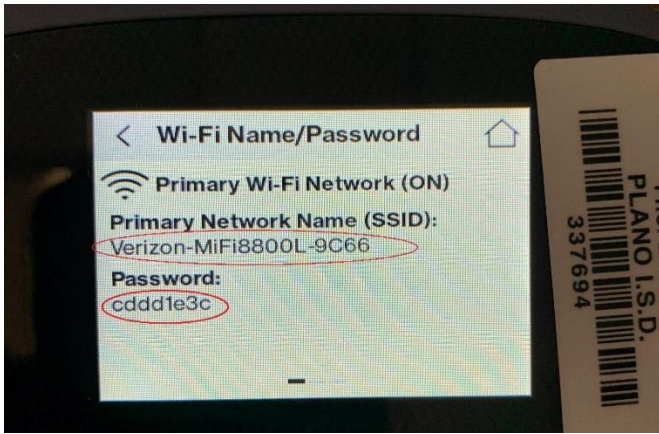 < Wi-Fi Name/Password
Primary Wi-Fi Network (ON)
Primary Network Name (SSID):
Verizon-MiFi8800L-9C66
Password:
cddd1e3c
PLANO I.S.D.
337694